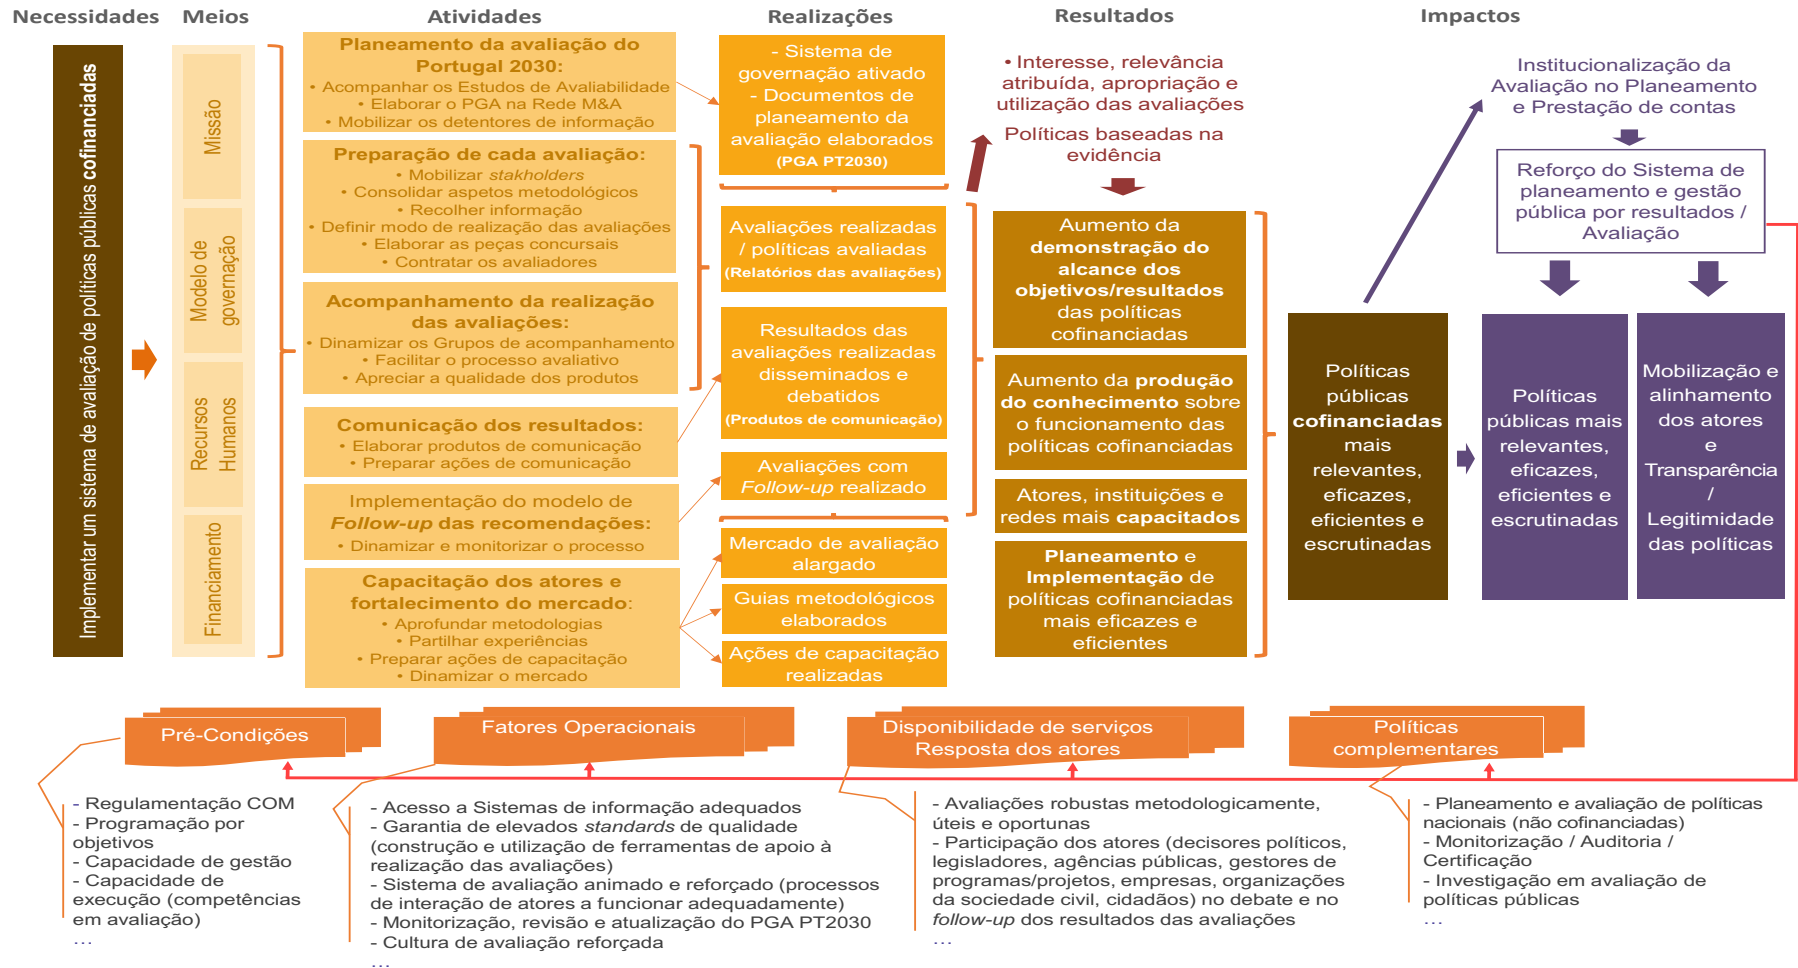 Necessidades
Meios
Atividades
Realizações
Resultados
Impactos
Implementar um sistema de avaliação de políticas públicas cofinanciadas
Missão
Modelo de
governação
Recursos
Humanos
Financiamento
Planeamento da avaliação do
Portugal 2030:
• Acompanhar os Estudos de Avaliabilidade
• Elaborar o PGA na Rede M&A
• Mobilizar os detentores de informação
Preparação de cada avaliação:
• Mobilizar stakholders
• Consolidar aspetos metodológicos
• Recolher informação
• Definir modo de realização das avaliações
• Elaborar as peças concursais
• Contratar os avaliadores
Acompanhamento da realização
das avaliações:
• Dinamizar os Grupos de acompanhamento
• Facilitar o processo avaliativo
• Apreciar a qualidade dos produtos
Comunicação dos resultados:
• Elaborar produtos de comunicação
• Preparar ações de comunicação
Implementação do modelo de
Follow-up das recomendações:
• Dinamizar e monitorizar o processo
Capacitação dos atores e
fortalecimento do mercado:
• Aprofundar metodologias
• Partilhar experiências
• Preparar ações de capacitação
• Dinamizar o mercado
- Sistema de
governação ativado
- Documentos de
planeamento da
avaliação elaborados
(PGA PT2030)
Avaliações realizadas
/ políticas avaliadas
(Relatórios das avaliações)
Resultados das
avaliações realizadas
disseminados e
debatidos
(Produtos de comunicação)
Avaliações com
Follow-up realizado
Mercado de avaliação
alargado
Guias metodológicos
elaborados
Ações de capacitação
realizadas
• Interesse, relevância
atribuída, apropriação e
utilização das avaliações
Políticas baseadas na
evidência
Aumento da
demonstração do
alcance dos
objetivos/resultados
das políticas
cofinanciadas
Aumento da produção
do conhecimento sobre
o funcionamento das
políticas cofinanciadas
Atores, instituições e
redes mais capacitados
Planeamento e
Implementação de
políticas cofinanciadas
mais eficazes e
eficientes
Políticas
públicas
cofinanciadas
mais
relevantes,
eficazes,
eficientes e
escrutinadas
Institucionalização da
Avaliação no Planeamento
e Prestação de contas
Reforço do Sistema de
planeamento e gestão
pública por resultados /
Avaliação
Políticas
públicas mais
relevantes,
eficazes,
eficientes e
escrutinadas
Mobilização e
alinhamento
dos atores
e
Transparência
/
Legitimidade
das políticas
Pré-Condições
Fatores Operacionais
Disponibilidade de serviços
Resposta dos atores
Políticas
complementares
- Regulamentação COM
- Programação por
objetivos
- Capacidade de gestão
- Capacidade de
execução (competências
em avaliação)
…
- Acesso a Sistemas de informação adequados
- Garantia de elevados standards de qualidade
(construção e utilização de ferramentas de apoio à
realização das avaliações)
- Sistema de avaliação animado e reforçado (processos
de interação de atores a funcionar adequadamente)
- Monitorização, revisão e atualização do PGA PT2030
- Cultura de avaliação reforçada
…
- Avaliações robustas metodologicamente,
úteis e oportunas
- Participação dos atores (decisores políticos,
legisladores, agências públicas, gestores de
programas/projetos, empresas, organizações
da sociedade civil, cidadãos) no debate e no
follow-up dos resultados das avaliações
…
- Planeamento e avaliação de políticas
nacionais (não cofinanciadas)
- Monitorização / Auditoria /
Certificação
- Investigação em avaliação de
políticas públicas
…